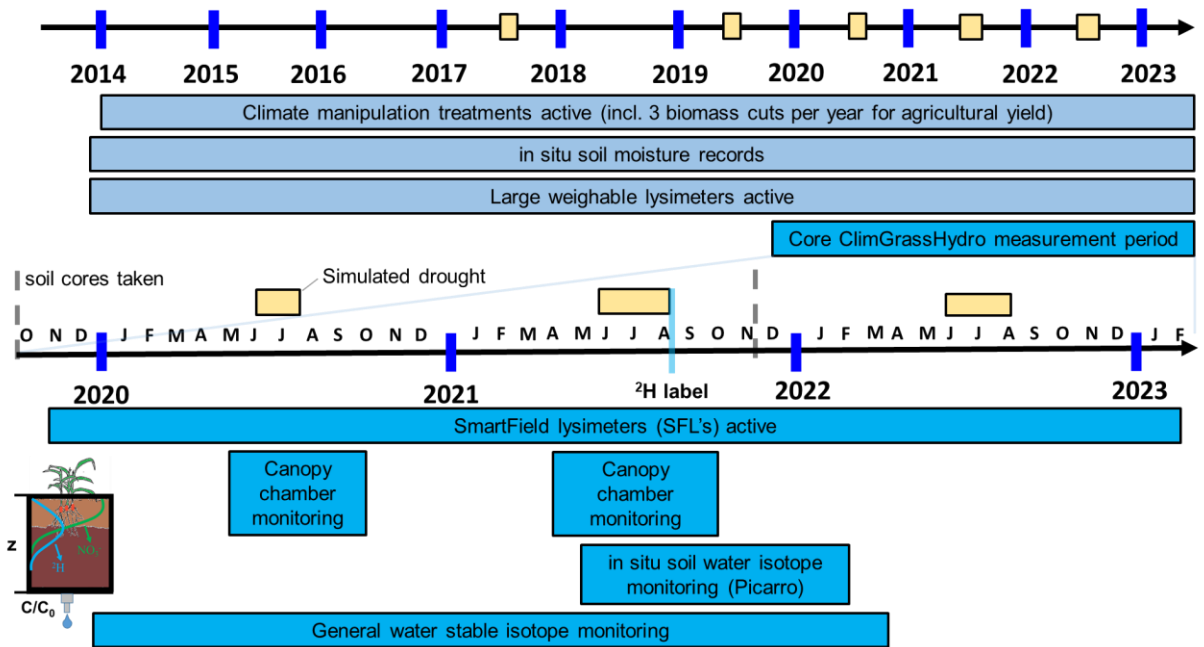 2014 2015 2016 2017 2018 2019 2020 2021 2022 2023
Climate manipulation treatments active (incl. 3 biomass cuts per year for agricultural yield)
in situ soil moisture records
Large weighable lysimeters active
Core ClimGrassHydro measurement period
soil cores taken
Simulated drought
O N D J F M A M J J A S O N D J F M A M J J A S O N D J F M A M J J A S O N D J F
2020 2021 ²H label 2022 2023
SmartField lysimeters (SFL's) active
Canopy
chamber
monitoring
Canopy
chamber
monitoring
z
NO₃⁻
²H
C/C₀
in situ soil water isotope
monitoring (Picarro)
General water stable isotope monitoring